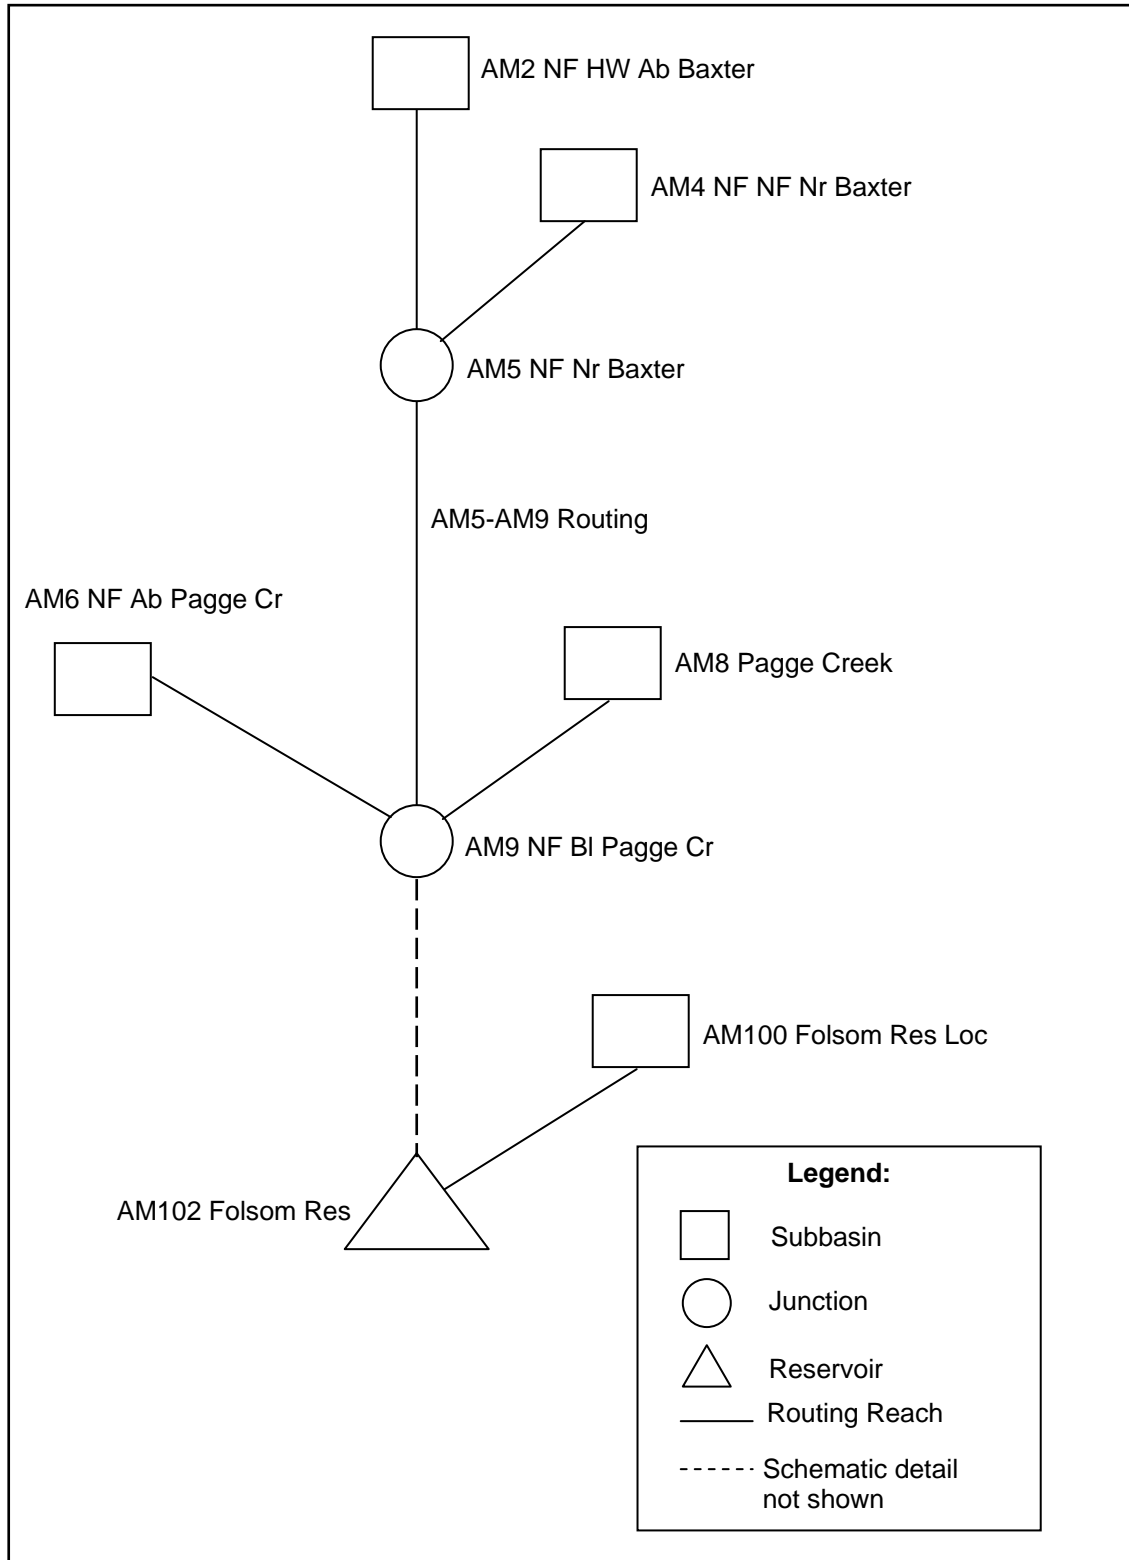 AM2 NF HW Ab Baxter
AM4 NF NF Nr Baxter
AM5 NF Nr Baxter
AM5-AM9 Routing
AM6 NF Ab Pagge Cr
AM8 Pagge Creek
AM9 NF Bl Pagge Cr
AM100 Folsom Res Loc
AM102 Folsom Res
Legend:
Subbasin
Junction
Reservoir
Routing Reach
Schematic detail
not shown